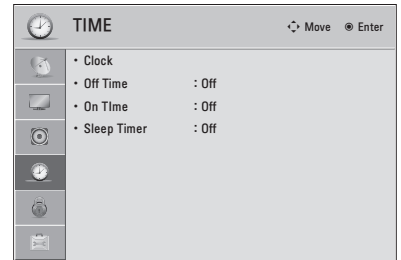 TIME
Move Enter
• Clock
• Off Time : Off
• On TIme : Off
• Sleep Timer : Off